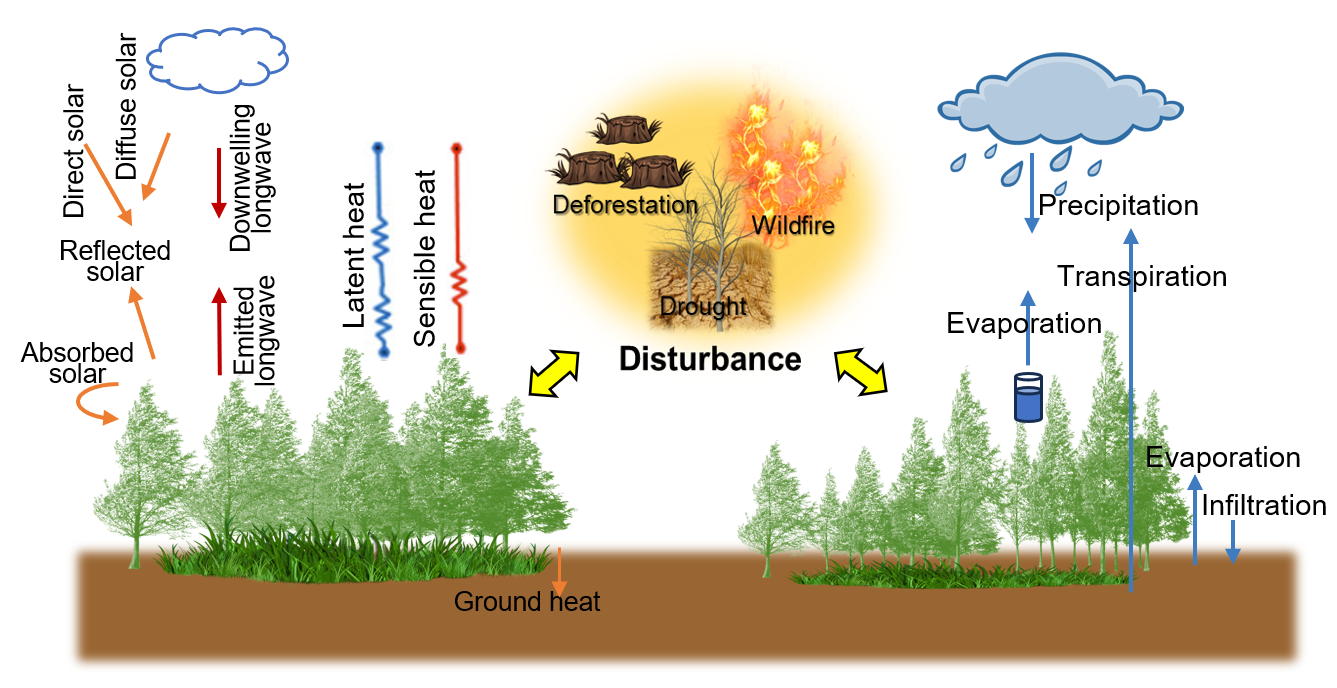 Direct solar
Diffuse solar
Downwelling
longwave
Reflected
solar
Absorbed
solar
Emitted
longwave
Latent heat
Sensible heat
Ground heat
Deforestation
Wildfire
Drought
Disturbance
Precipitation
Transpiration
Evaporation
Evaporation
Infiltration